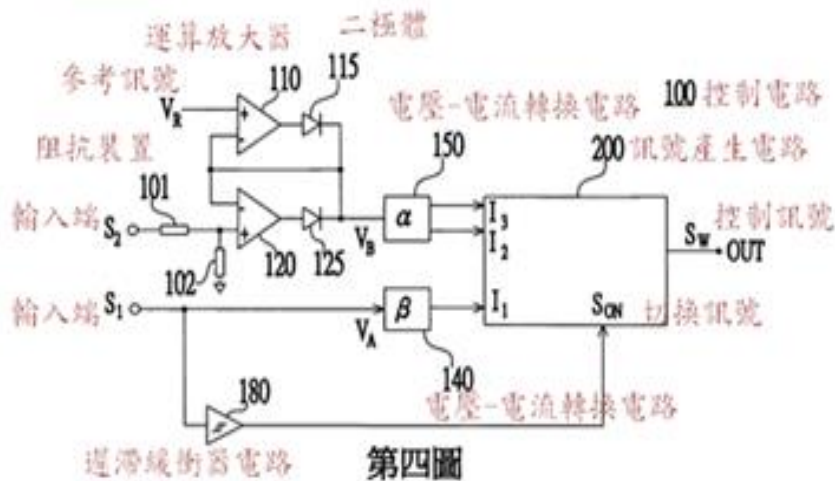 運算放大器
二極體
參考訊號
110
115
V_R
+
-
電壓-電流轉換電路
100 控制電路
阻抗裝置
150
200 訊號產生電路
101
輸入端 S_2
-
+
α
I_3
I_2
控制訊號
S_W
OUT
120
125
V_B
102
輸入端 S_1
β
I_1
S_ON
切換訊號
V_A
140
180
電壓-電流轉換電路
遲滯緩衝器電路
第四圖